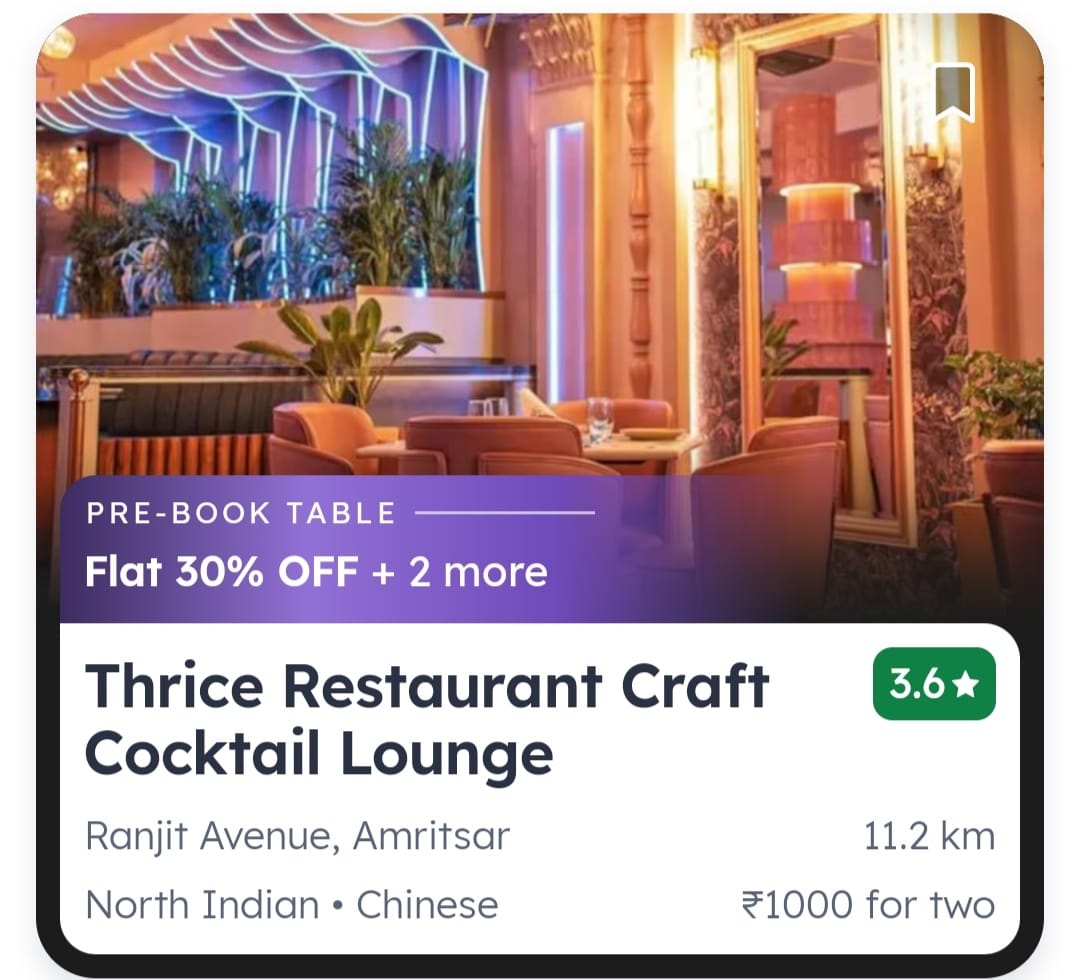 PRE-BOOK TABLE
Flat 30% OFF + 2 more
Thrice Restaurant Craft
Cocktail Lounge
3.6★
Ranjit Avenue, Amritsar
11.2 km
North Indian • Chinese
₹1000 for two